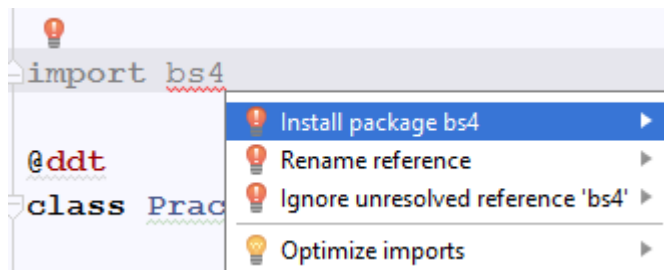 import bs4
Install package bs4
@ddt
Rename reference
class Prac
Ignore unresolved reference 'bs4'
Optimize imports